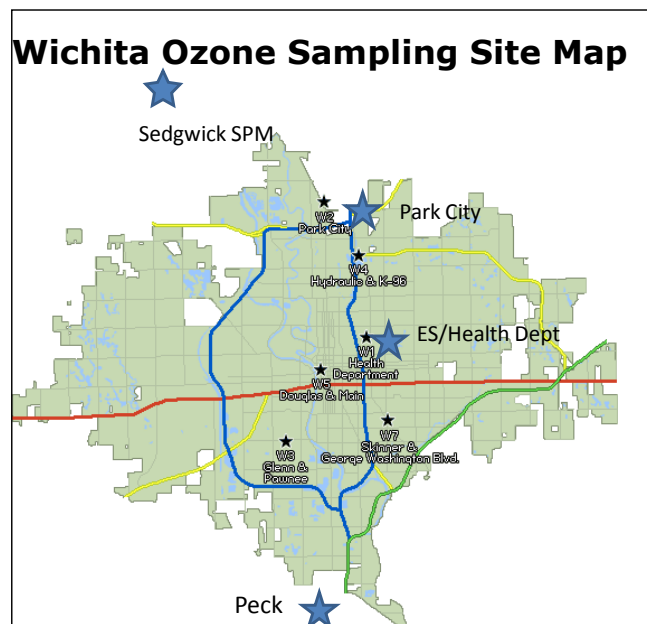 Wichita Ozone Sampling Site Map
Sedgwick SPM
W2
Park City
Park City
W4
Hydraulic & K-96
ES/Health Dept
W1
Health
Department
W5
Douglas & Main
W7
Skinner &
George Washington Blvd.
W3
Glenn &
Pawnee
Peck